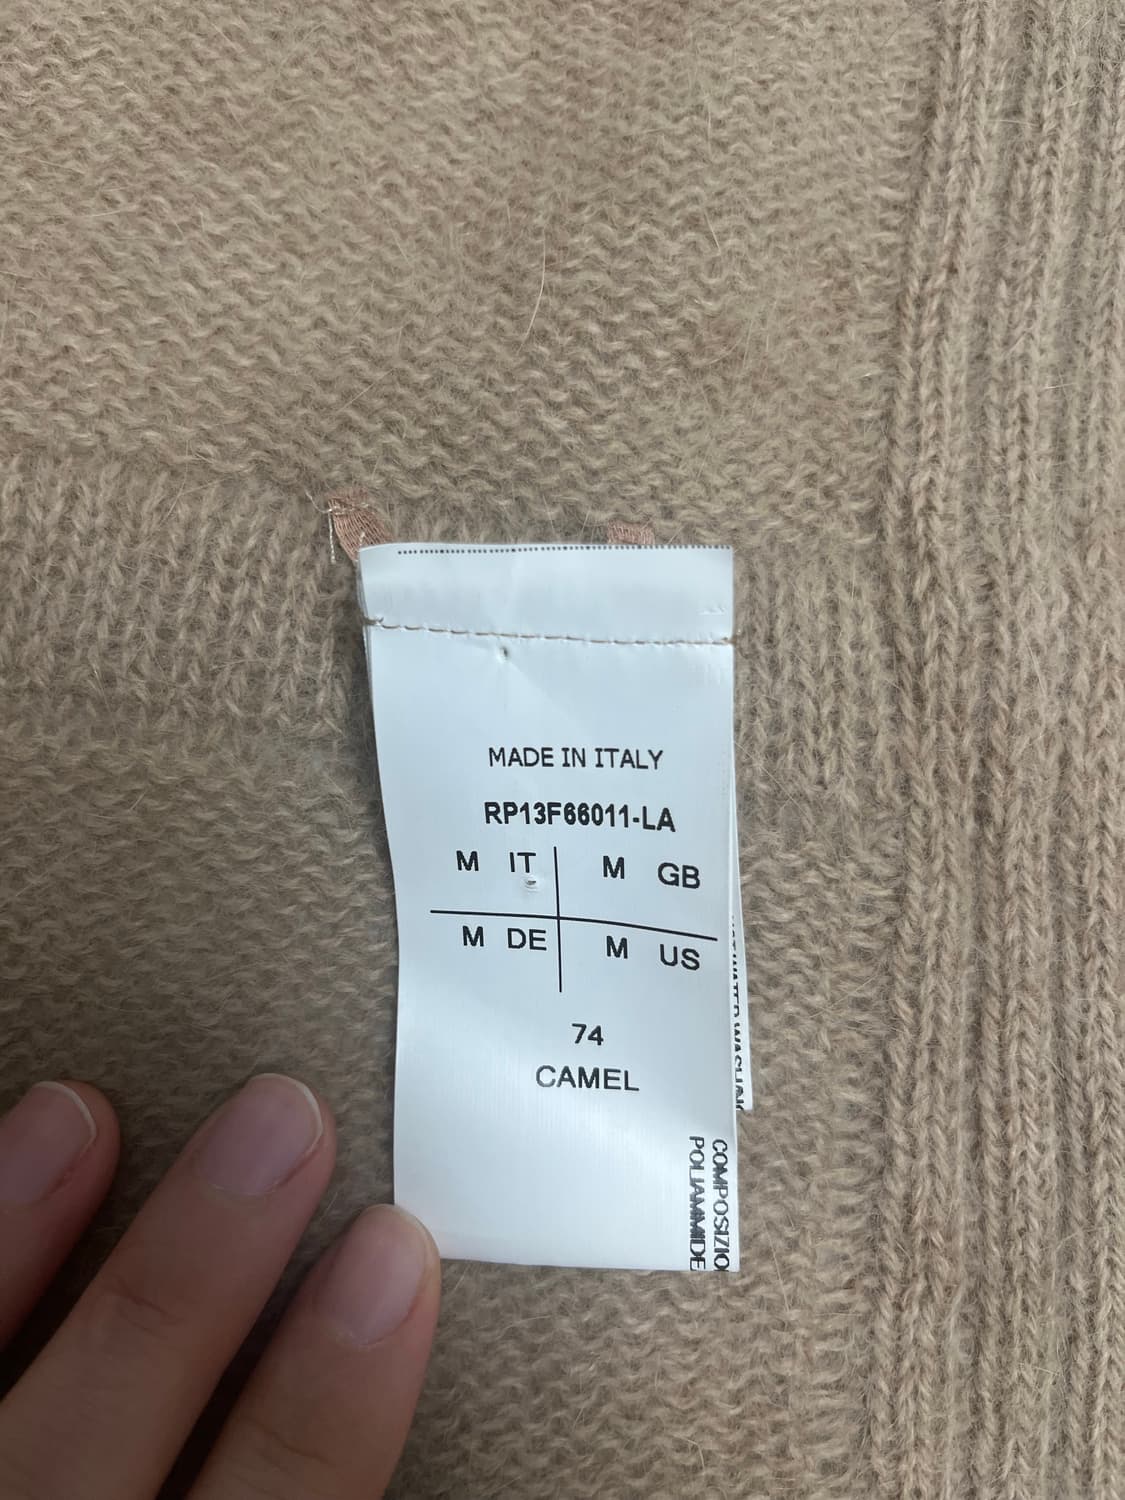 MADE IN ITALY
RP13F66011-LA
M IT M GB
M DE M US
74
CAMEL
COMPOSIZIO
POLIAMMIDE